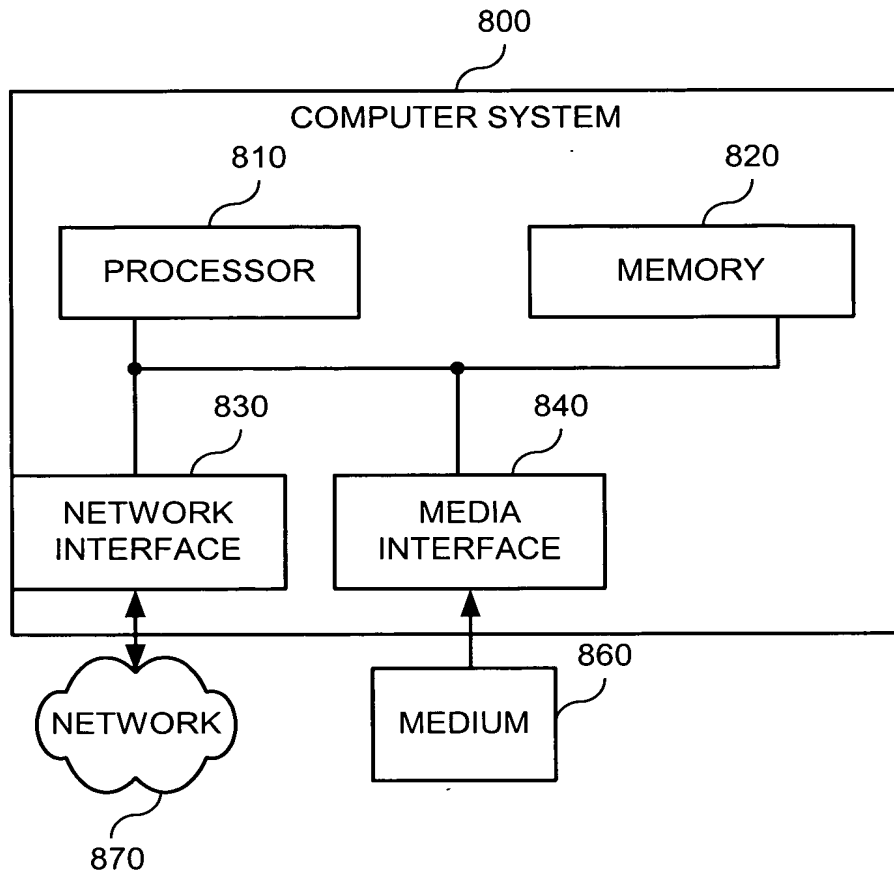 800
COMPUTER SYSTEM
810
820
PROCESSOR
MEMORY
830
840
NETWORK
INTERFACE
MEDIA
INTERFACE
860
NETWORK
MEDIUM
870